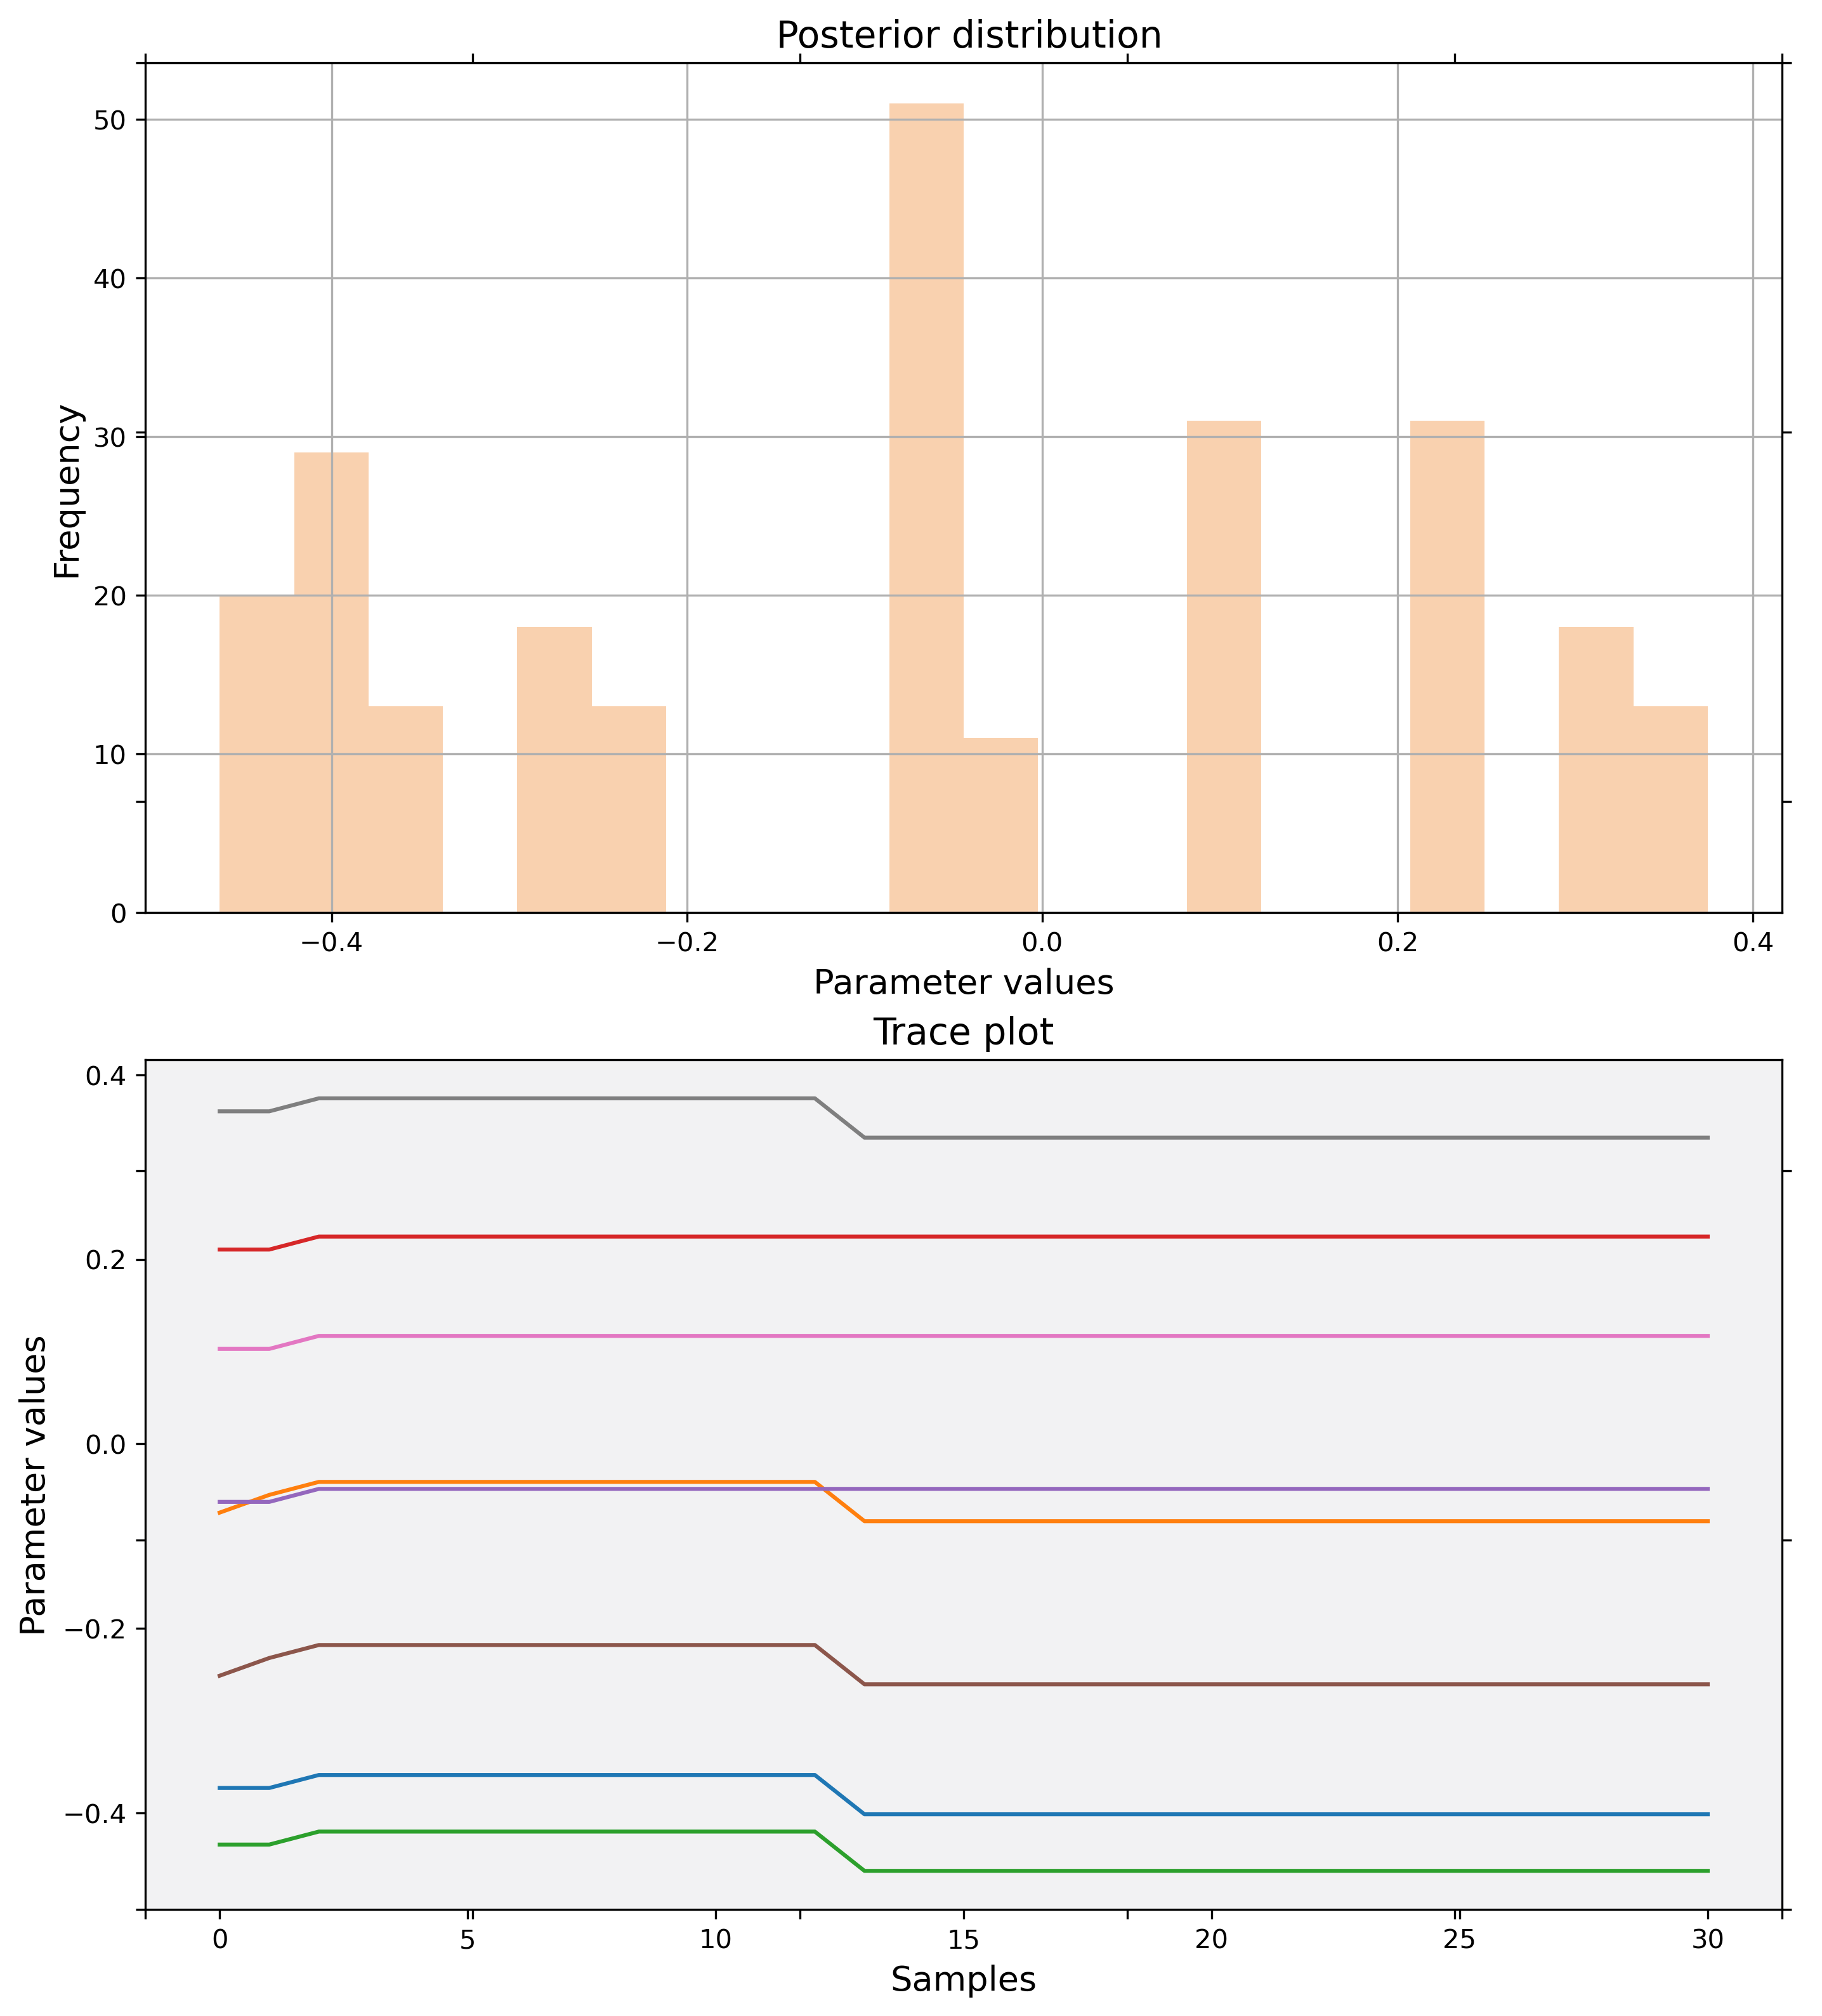 Posterior distribution
50
40
30
20
10
0
Frequency
−0.4 −0.2 0.0 0.2 0.4
Parameter values
Trace plot
0.4
0.2
0.0
−0.2
−0.4
Parameter values
0 5 10 15 20 25 30
Samples